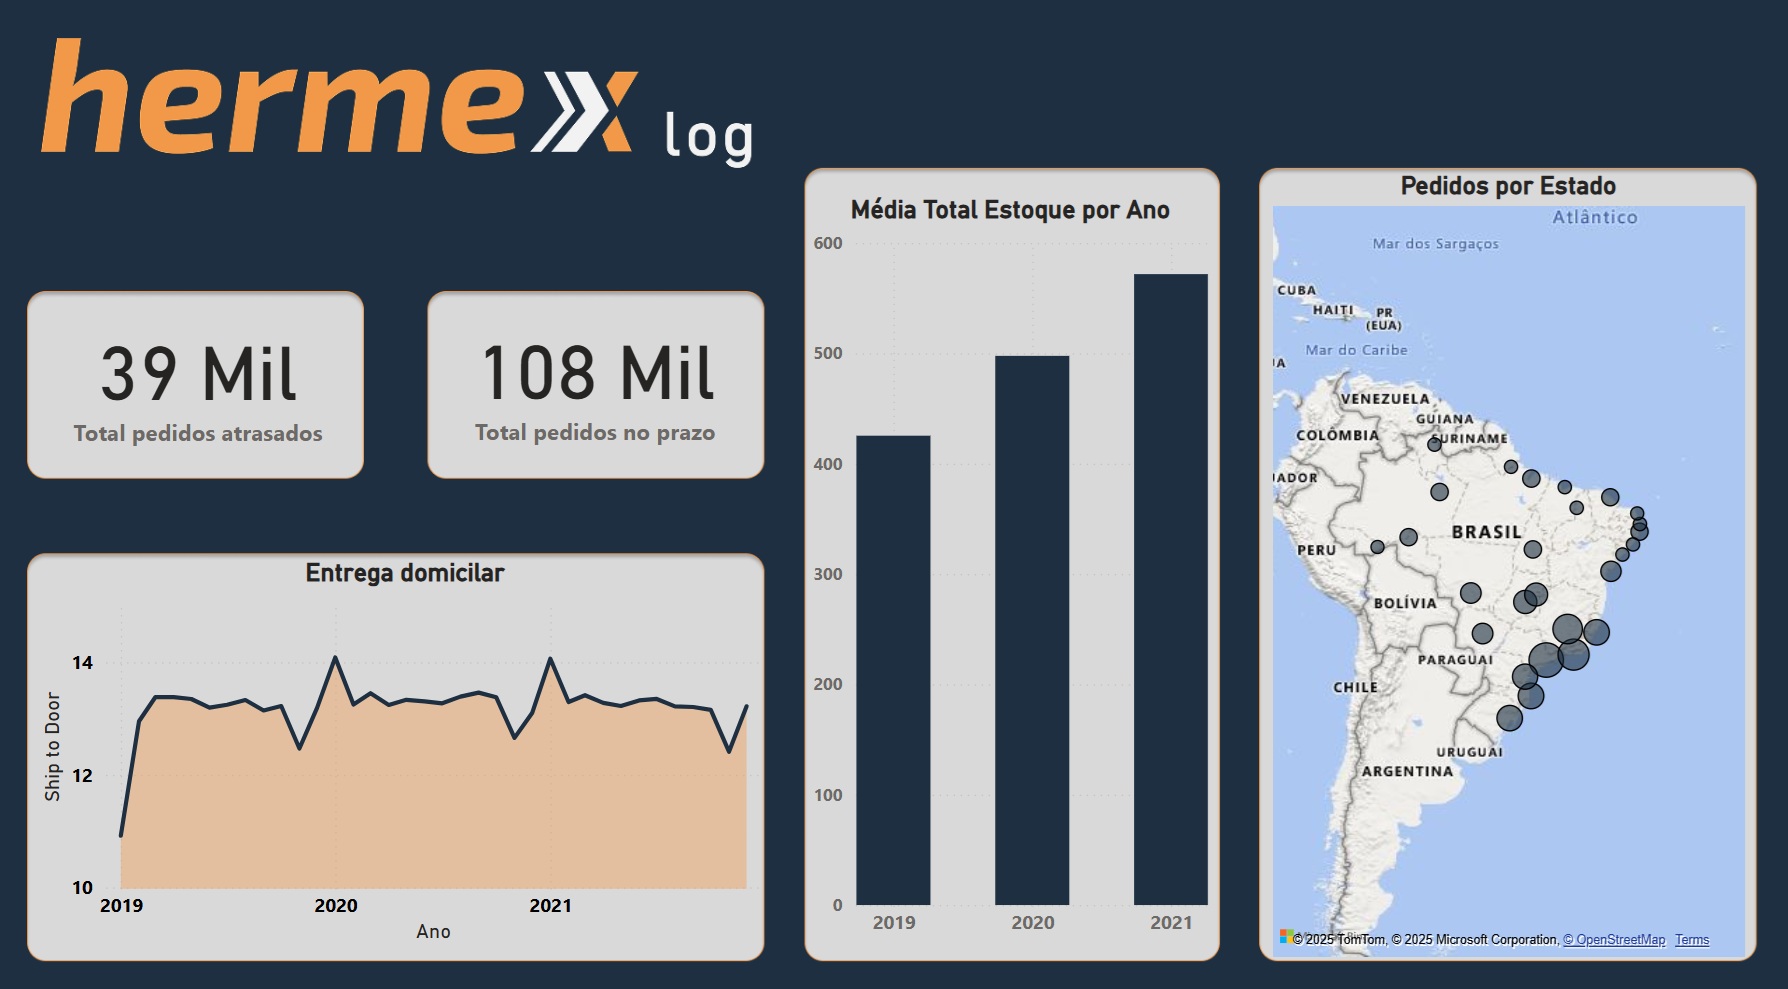 hermex log
39 Mil
Total pedidos atrasados
108 Mil
Total pedidos no prazo
Entrega domicilar
Ship to Door
14
12
10
2019
2020
2021
Ano
Média Total Estoque por Ano
600
500
400
300
200
100
0
2019
2020
2021
Pedidos por Estado
Atlântico
Mar dos Sargaços
CUBA
HAITI
PR
(EUA)
Mar do Caribe
IA
VENEZUELA
GUIANA
COLÔMBIA
SURINAME
ADOR
BRASIL
PERU
BOLÍVIA
PARAGUAI
CHILE
URUGUAI
ARGENTINA
© 2025 TomTom, © 2025 Microsoft Corporation, © OpenStreetMap Terms